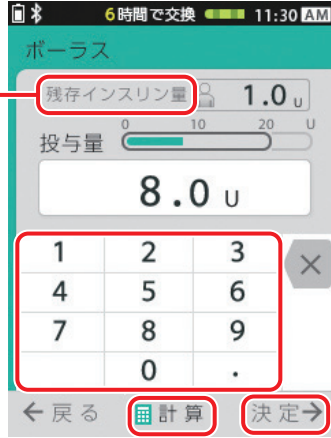 6時間で交換 11:30 AM
ボーラス
残存インスリン量 1.0 U
0 10 20 U
投与量
8.0 U
1 2 3
4 5 6
7 8 9
0 .
←戻る 計算 決定→